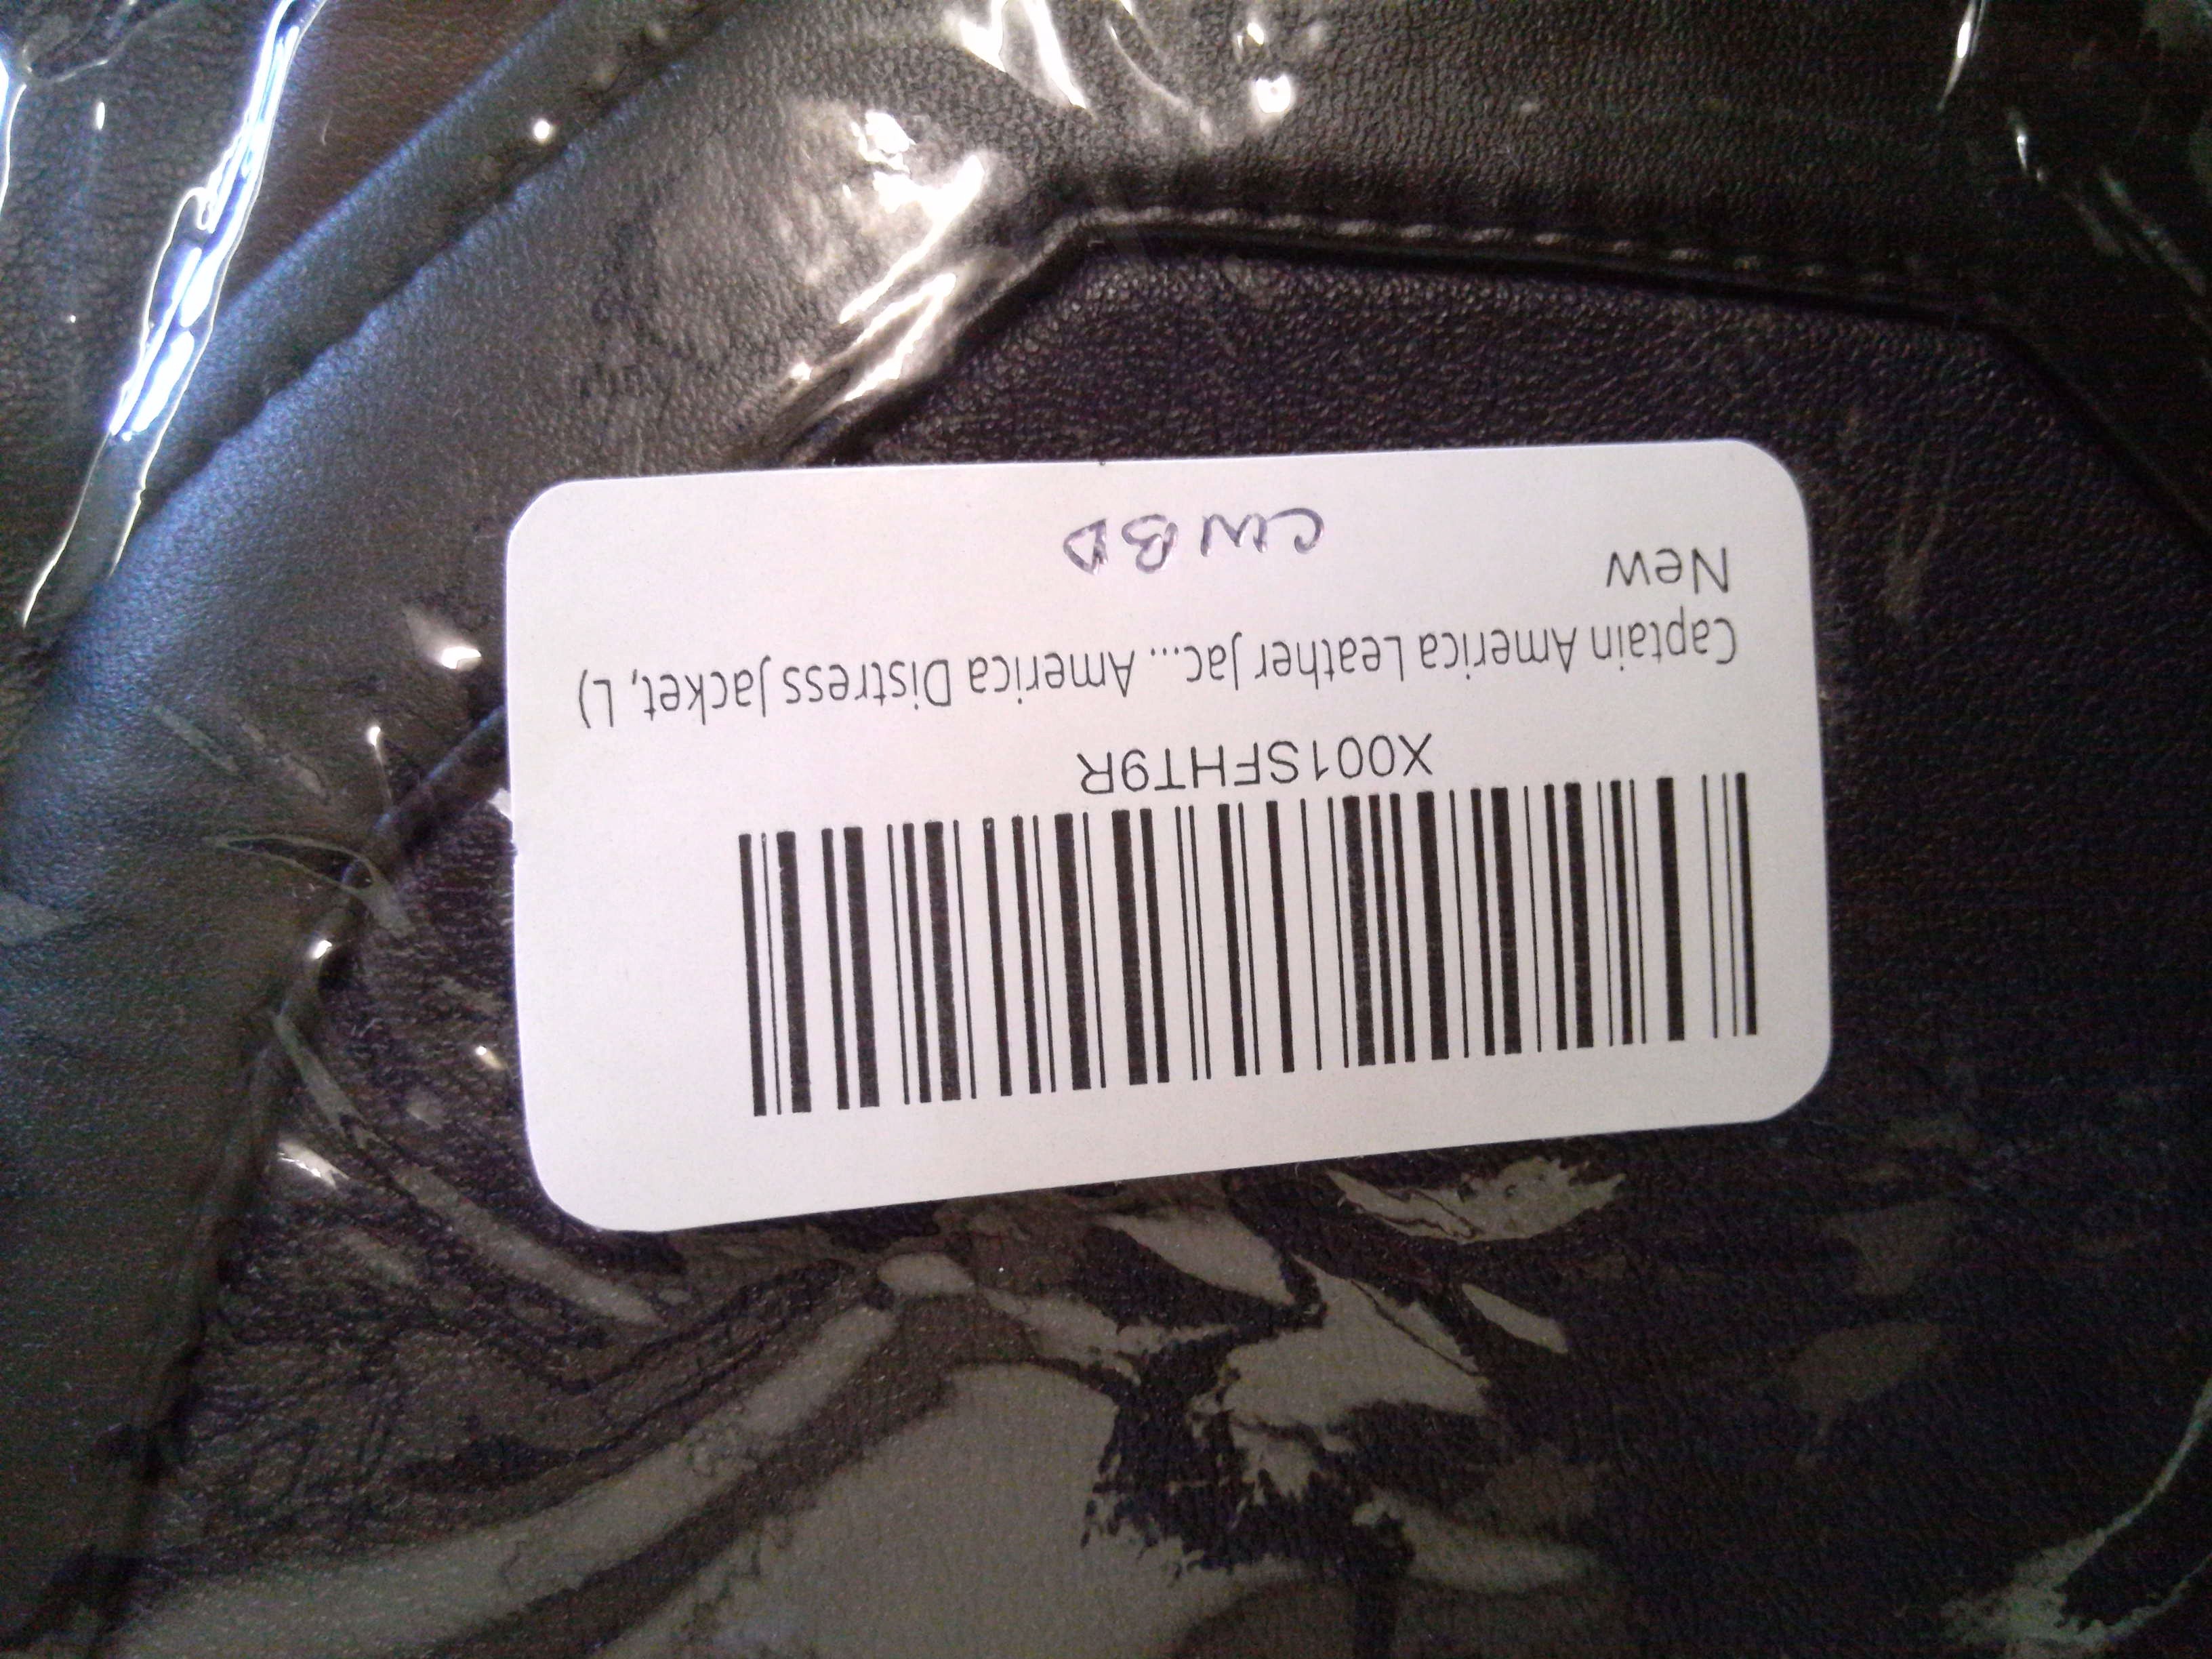 X001SFHT9R
Captain America Leather Jac... America Distress Jacket, L)
New
CWBD